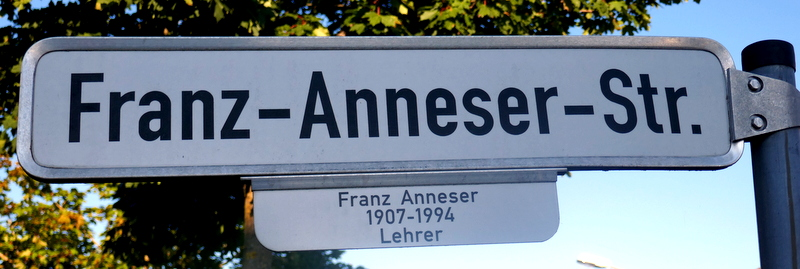 Franz-Anneser-Str.
Franz Anneser
1907-1994
Lehrer